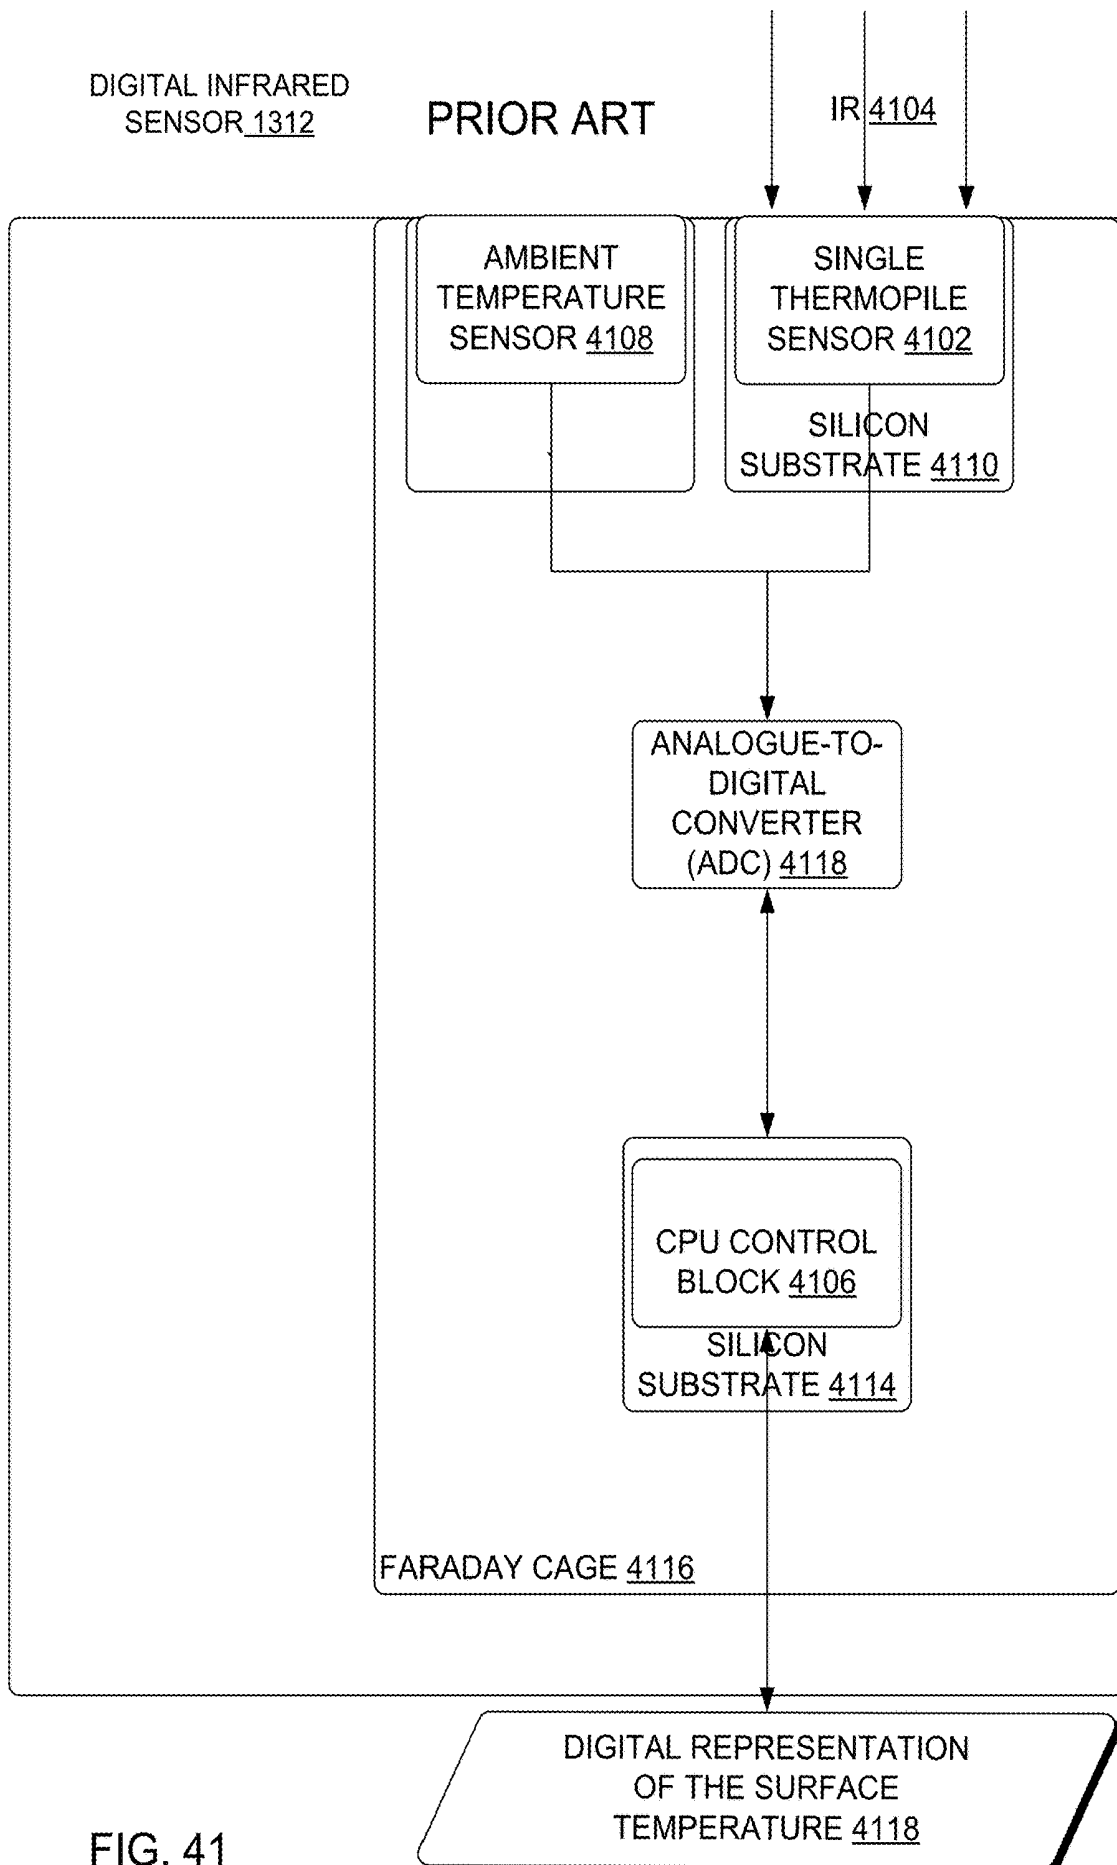 DIGITAL INFRARED
SENSOR 1312
PRIOR ART
IR 4104
AMBIENT
TEMPERATURE
SENSOR 4108
SINGLE
THERMOPILE
SENSOR 4102
SILICON
SUBSTRATE 4110
ANALOGUE-TO-
DIGITAL
CONVERTER
(ADC) 4118
CPU CONTROL
BLOCK 4106
SILICON
SUBSTRATE 4114
FARADAY CAGE 4116
DIGITAL REPRESENTATION
OF THE SURFACE
TEMPERATURE 4118
FIG. 41